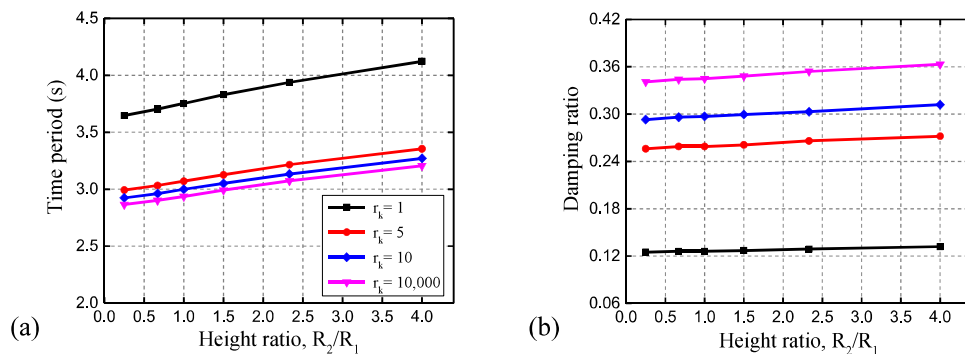 4.5
4.0
3.5
3.0
2.5
2.0
Time period (s)
0.0 0.5 1.0 1.5 2.0 2.5 3.0 3.5 4.0
Height ratio, R2/R1
rk= 1
rk= 5
rk= 10
rk= 10,000
(a)
0.42
0.36
0.30
0.24
0.18
0.12
0.06
Damping ratio
0.0 0.5 1.0 1.5 2.0 2.5 3.0 3.5 4.0
Height ratio, R2/R1
(b)